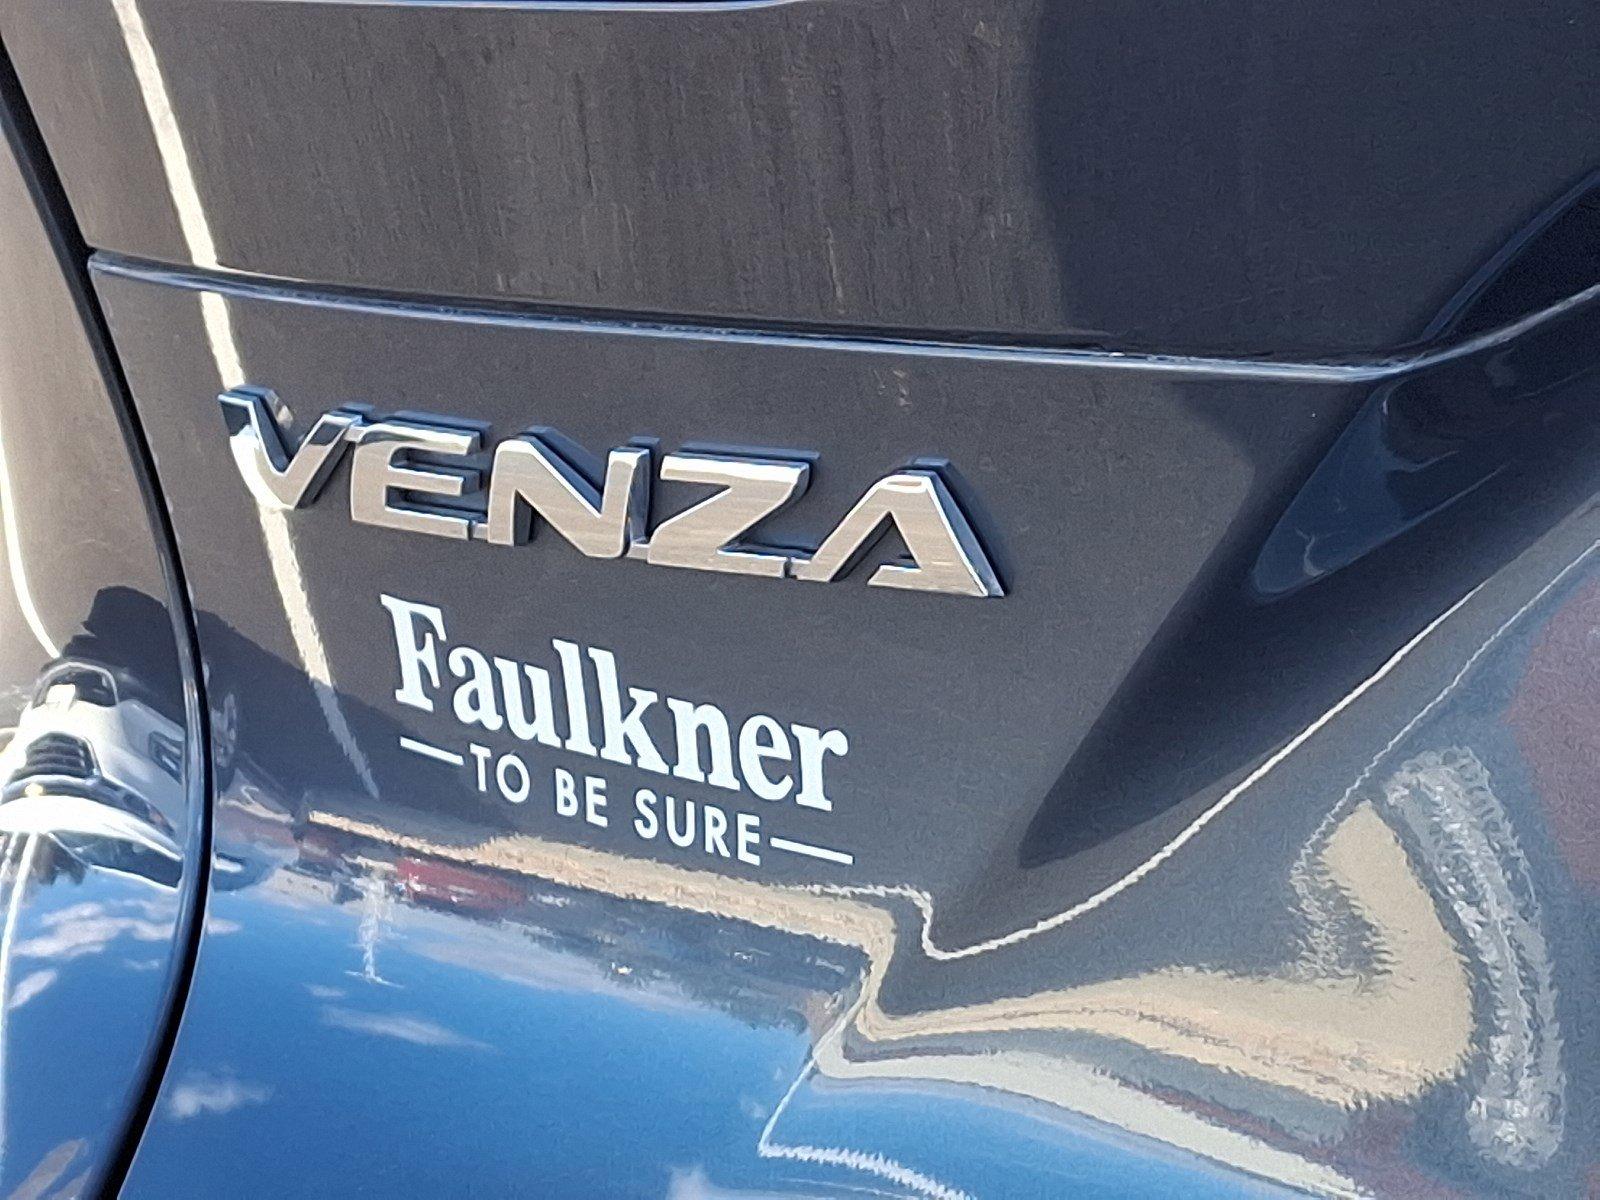 VENZA
Faulkner
—TO BE SURE—